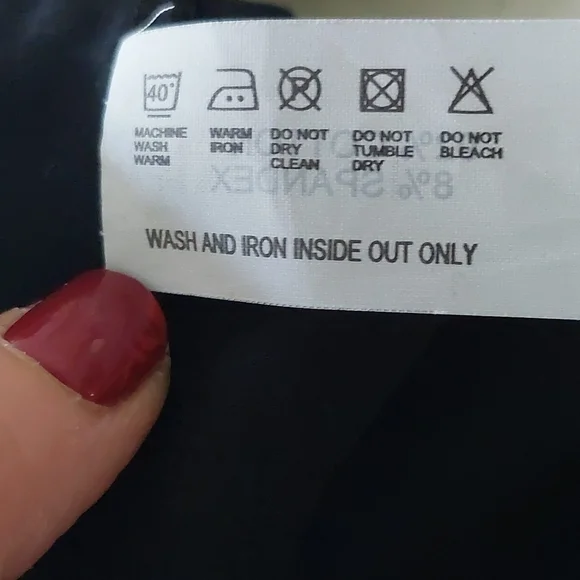 40°
MACHINE WASH WARM
WARM IRON
DO NOT DRY CLEAN
DO NOT TUMBLE DRY
DO NOT BLEACH
8% SPANDEX
WASH AND IRON INSIDE OUT ONLY